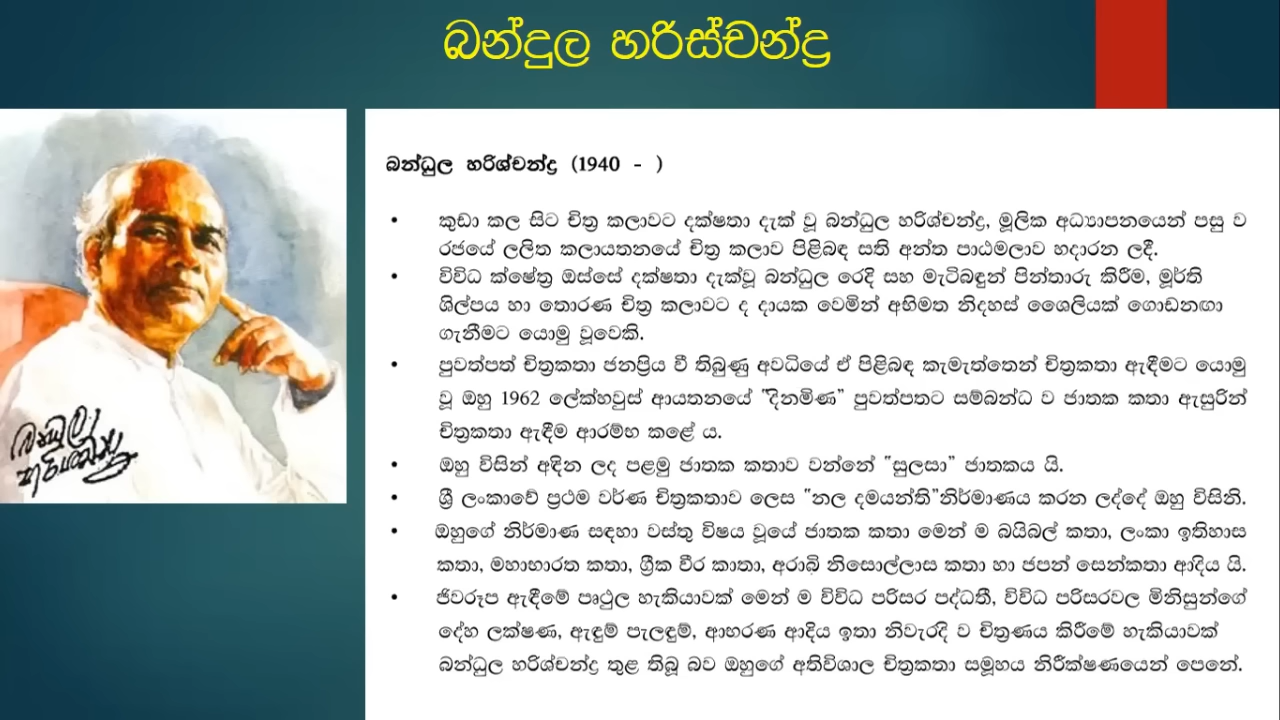 බන්දුල හරිස්චන්ද්‍ර
බන්ධුල හරිශ්චන්ද්‍ර (1940 - )
• කුඩා කල සිට චිත්‍ර කලාවට දක්ෂතා දැක් වූ බන්ධුල හරිශ්චන්ද්‍ර, මූලික අධ්‍යාපනයෙන් පසු ව
රජයේ ලලිත කලායතනයේ චිත්‍ර කලාව පිළිබඳ සති අන්ත පාඨමලාව හදාරන ලදී.
• විවිධ ක්ෂේත්‍ර ඔස්සේ දක්ෂතා දැක්වූ බන්ධුල රෙදි සහ මැටිබඳුන් පින්තාරු කිරීම, මූර්ති
ශිල්පය හා තොරණ චිත්‍ර කලාවට ද දායක වෙමින් අභිමත නිදහස් ශෛලියක් ගොඩනඟා
ගැනීමට යොමු වූවෙකි.
• පුවත්පත් චිත්‍රකතා ජනප්‍රිය වී තිබුණු අවධියේ ඒ පිළිබඳ කැමැත්තෙන් චිත්‍රකතා ඇඳීමට යොමු
වූ ඔහු 1962 ලේක්හවුස් ආයතනයේ "දිනමිණ" පුවත්පතට සම්බන්ධ ව ජාතක කතා ඇසුරින්
චිත්‍රකතා ඇඳීම ආරම්භ කළේ ය.
• ඔහු විසින් අඳින ලද පළමු ජාතක කතාව වන්නේ "සුලසා" ජාතකය යි.
• ශ්‍රී ලංකාවේ ප්‍රථම වර්ණ චිත්‍රකතාව ලෙස "නල දමයන්ති"නිර්මාණය කරන ලද්දේ ඔහු විසිනි.
• ඔහුගේ නිර්මාණ සඳහා වස්තු විෂය වූයේ ජාතක කතා මෙන් ම බයිබල් කතා, ලංකා ඉතිහාස
කතා, මහාභාරත කතා, ග්‍රීක වීර කාතා, අරාබි නිසොල්ලාස කතා හා ජපන් සෙන්කතා ආදිය යි.
• ජීවරූප ඇඳීමේ පෘථුල හැකියාවක් මෙන් ම විවිධ පරිසර පද්ධතී, විවිධ පරිසරවල මිනිසුන්ගේ
දේහ ලක්ෂණ, ඇඳුම් පැලඳුම්, ආභරණ ආදිය ඉතා නිවැරදි ව චිත්‍රණය කිරීමේ හැකියාවක්
බන්ධුල හරිශ්චන්ද්‍ර තුළ තිබූ බව ඔහුගේ අතිවිශාල චිත්‍රකතා සමූහය නිරීක්ෂණයෙන් පෙනේ.
බන්ධුල
හරිශ්චන්ද්‍ර